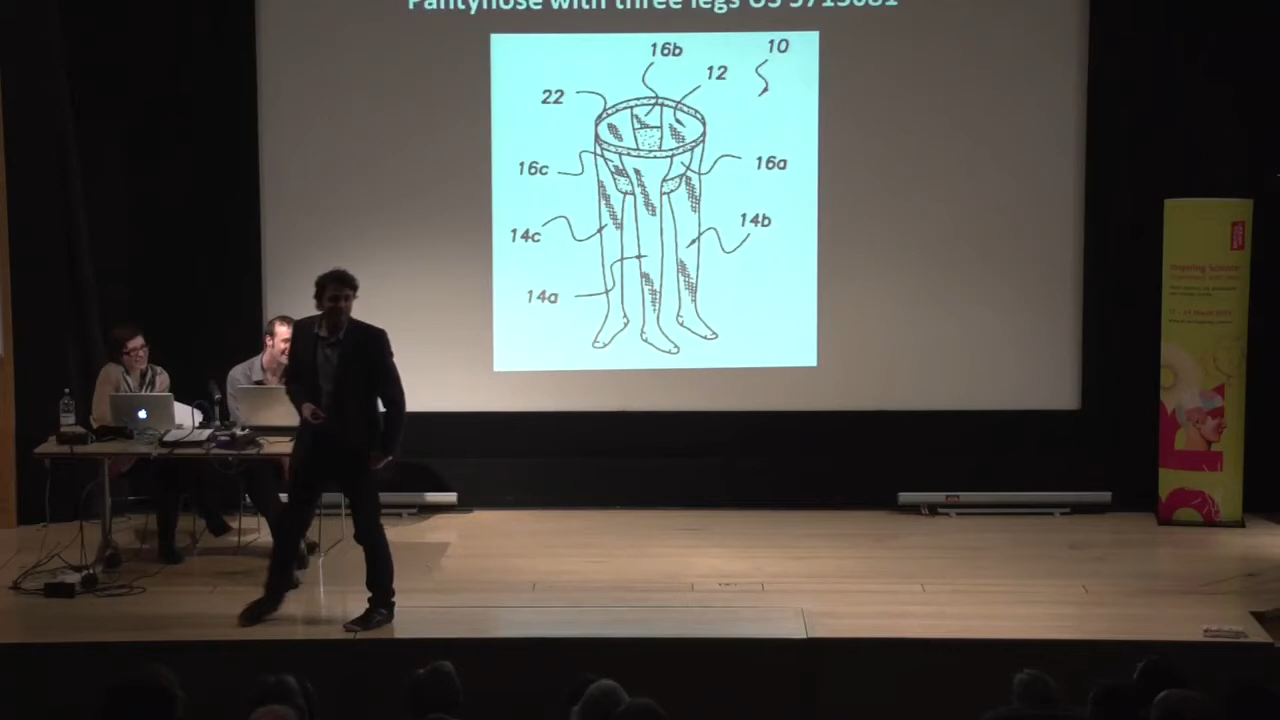 Pantyhose with three legs US 5713081
16b
10
12
22
16c
16a
14c
14b
14a
Inspiring Science